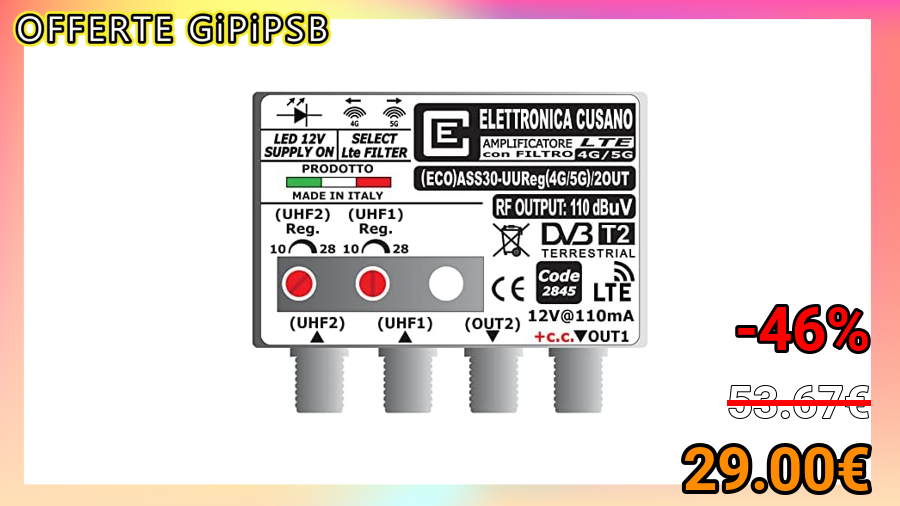 OFFERTE GiPiPSB
4G 5G
LED 12V
SUPPLY ON
SELECT
Lte FILTER
CE ELETTRONICA CUSANO
AMPLIFICATORE LTE
con FILTRO 4G/5G
PRODOTTO
MADE IN ITALY
(ECO)ASS30-UUReg(4G/5G)/2OUT
RF OUTPUT: 110 dBuV
(UHF2) (UHF1)
Reg. Reg.
10 28 10 28
DVB T2
TERRESTRIAL
CE
Code
2845
LTE
12V@110mA
(UHF2) (UHF1) (OUT2)
+c.c.▼OUT1
-46%
53.67€
29.00€